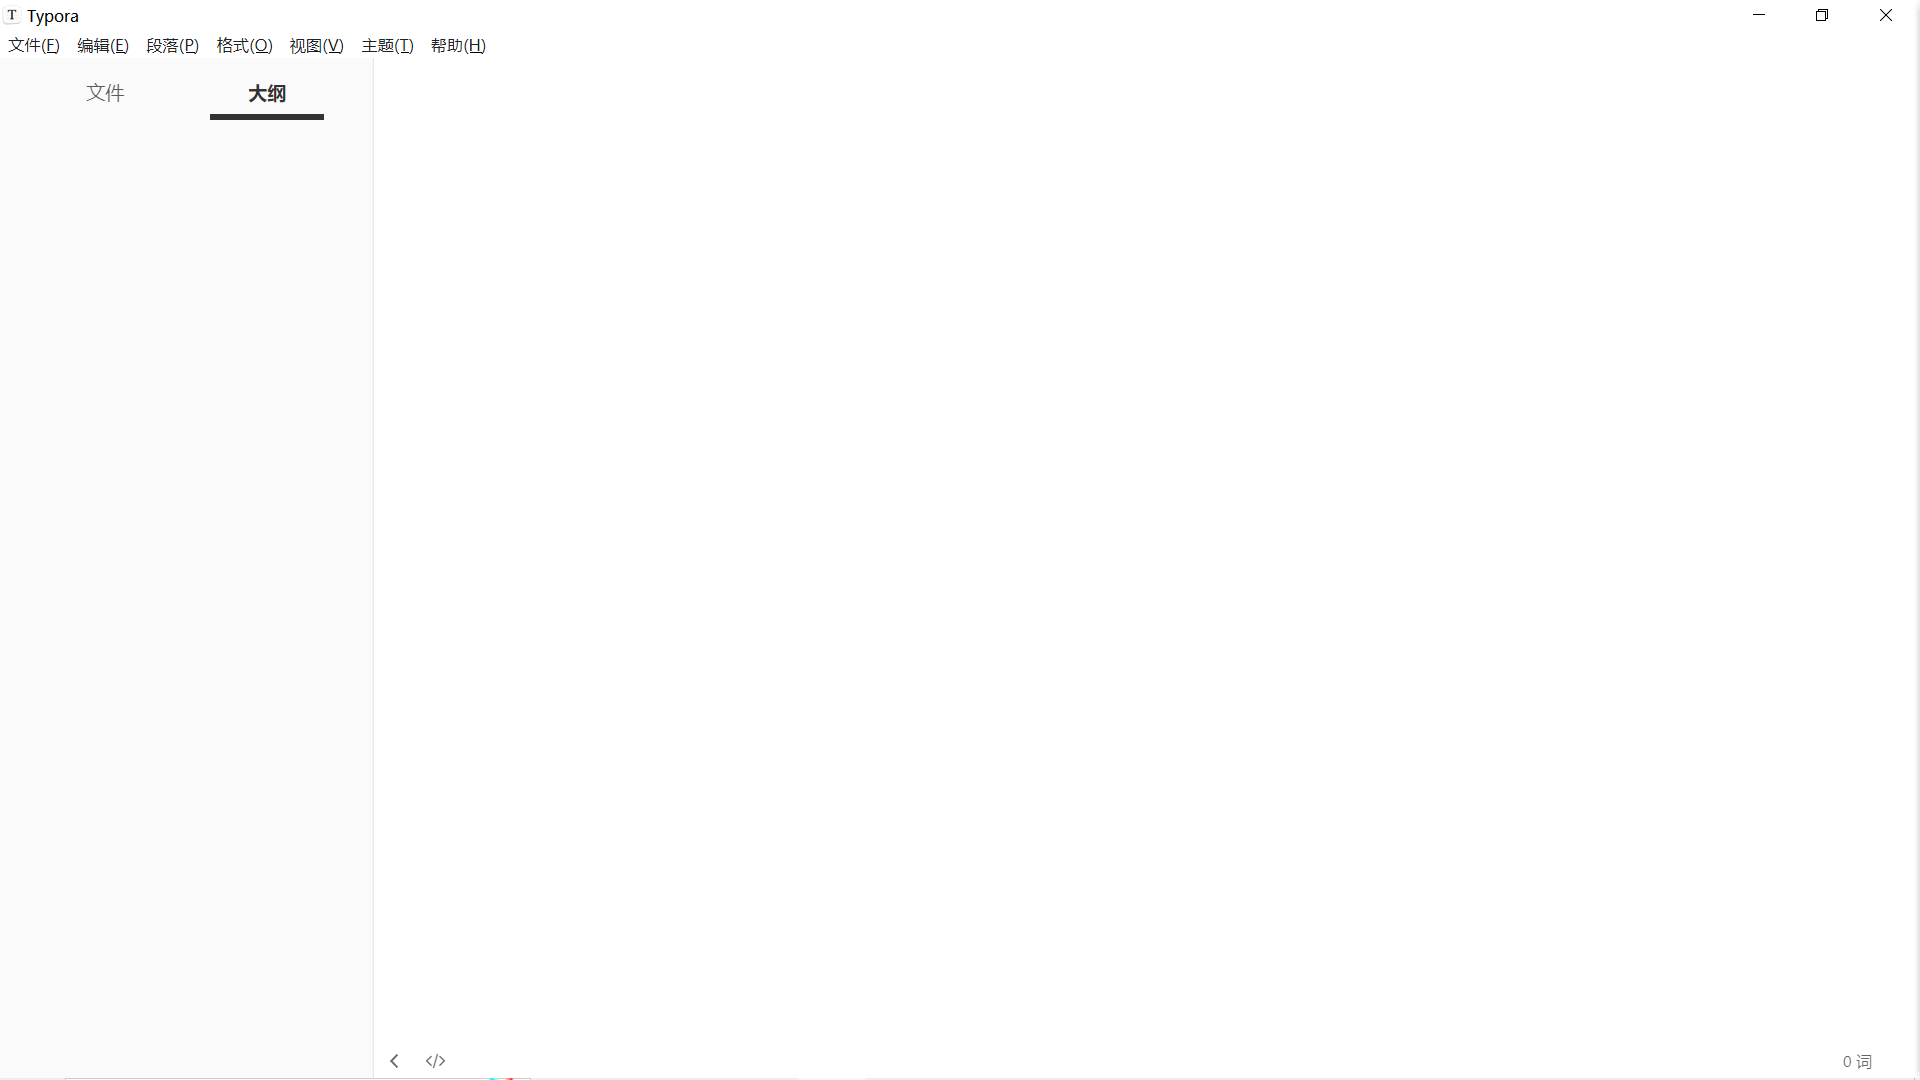 T Typora
文件(F) 编辑(E) 段落(P) 格式(O) 视图(V) 主题(T) 帮助(H)
文件 大纲
</>
0 词